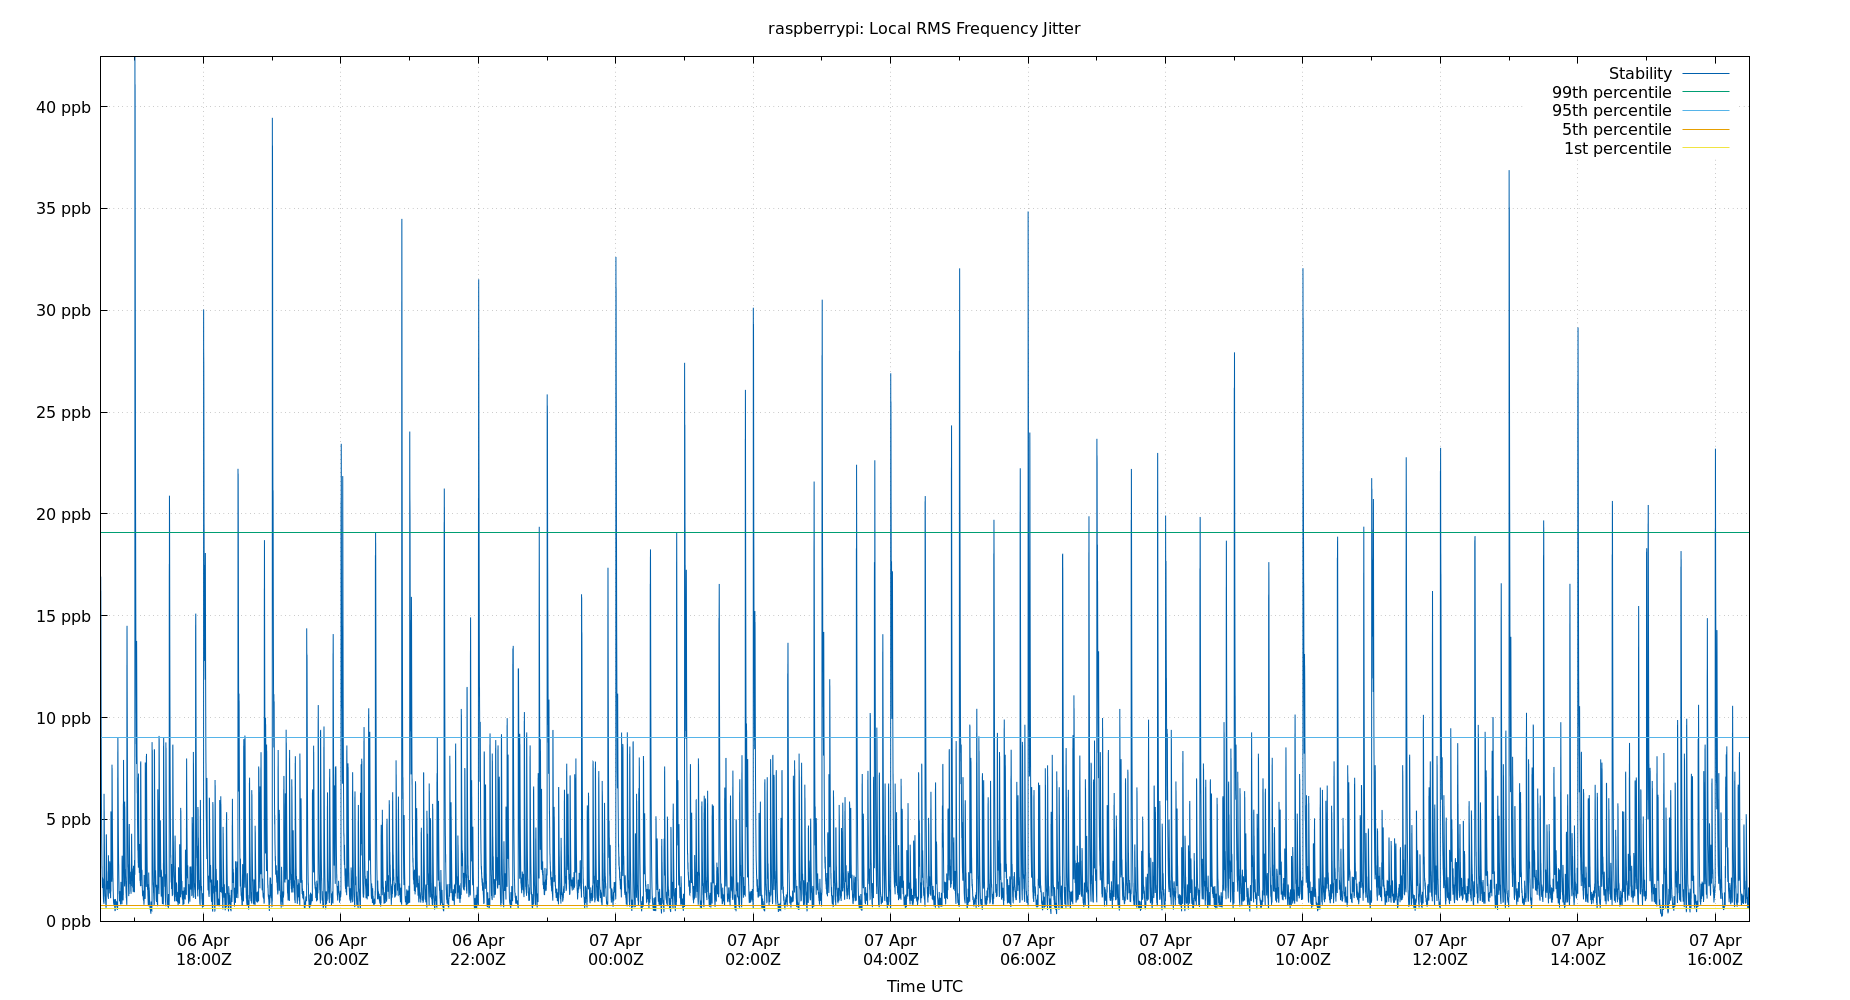 raspberrypi: Local RMS Frequency Jitter
Stability
99th percentile
95th percentile
5th percentile
1st percentile
40 ppb
35 ppb
30 ppb
25 ppb
20 ppb
15 ppb
10 ppb
5 ppb
0 ppb
06 Apr 06 Apr 06 Apr 07 Apr 07 Apr 07 Apr 07 Apr 07 Apr 07 Apr 07 Apr 07 Apr 07 Apr
18:00Z 20:00Z 22:00Z 00:00Z 02:00Z 04:00Z 06:00Z 08:00Z 10:00Z 12:00Z 14:00Z 16:00Z
Time UTC